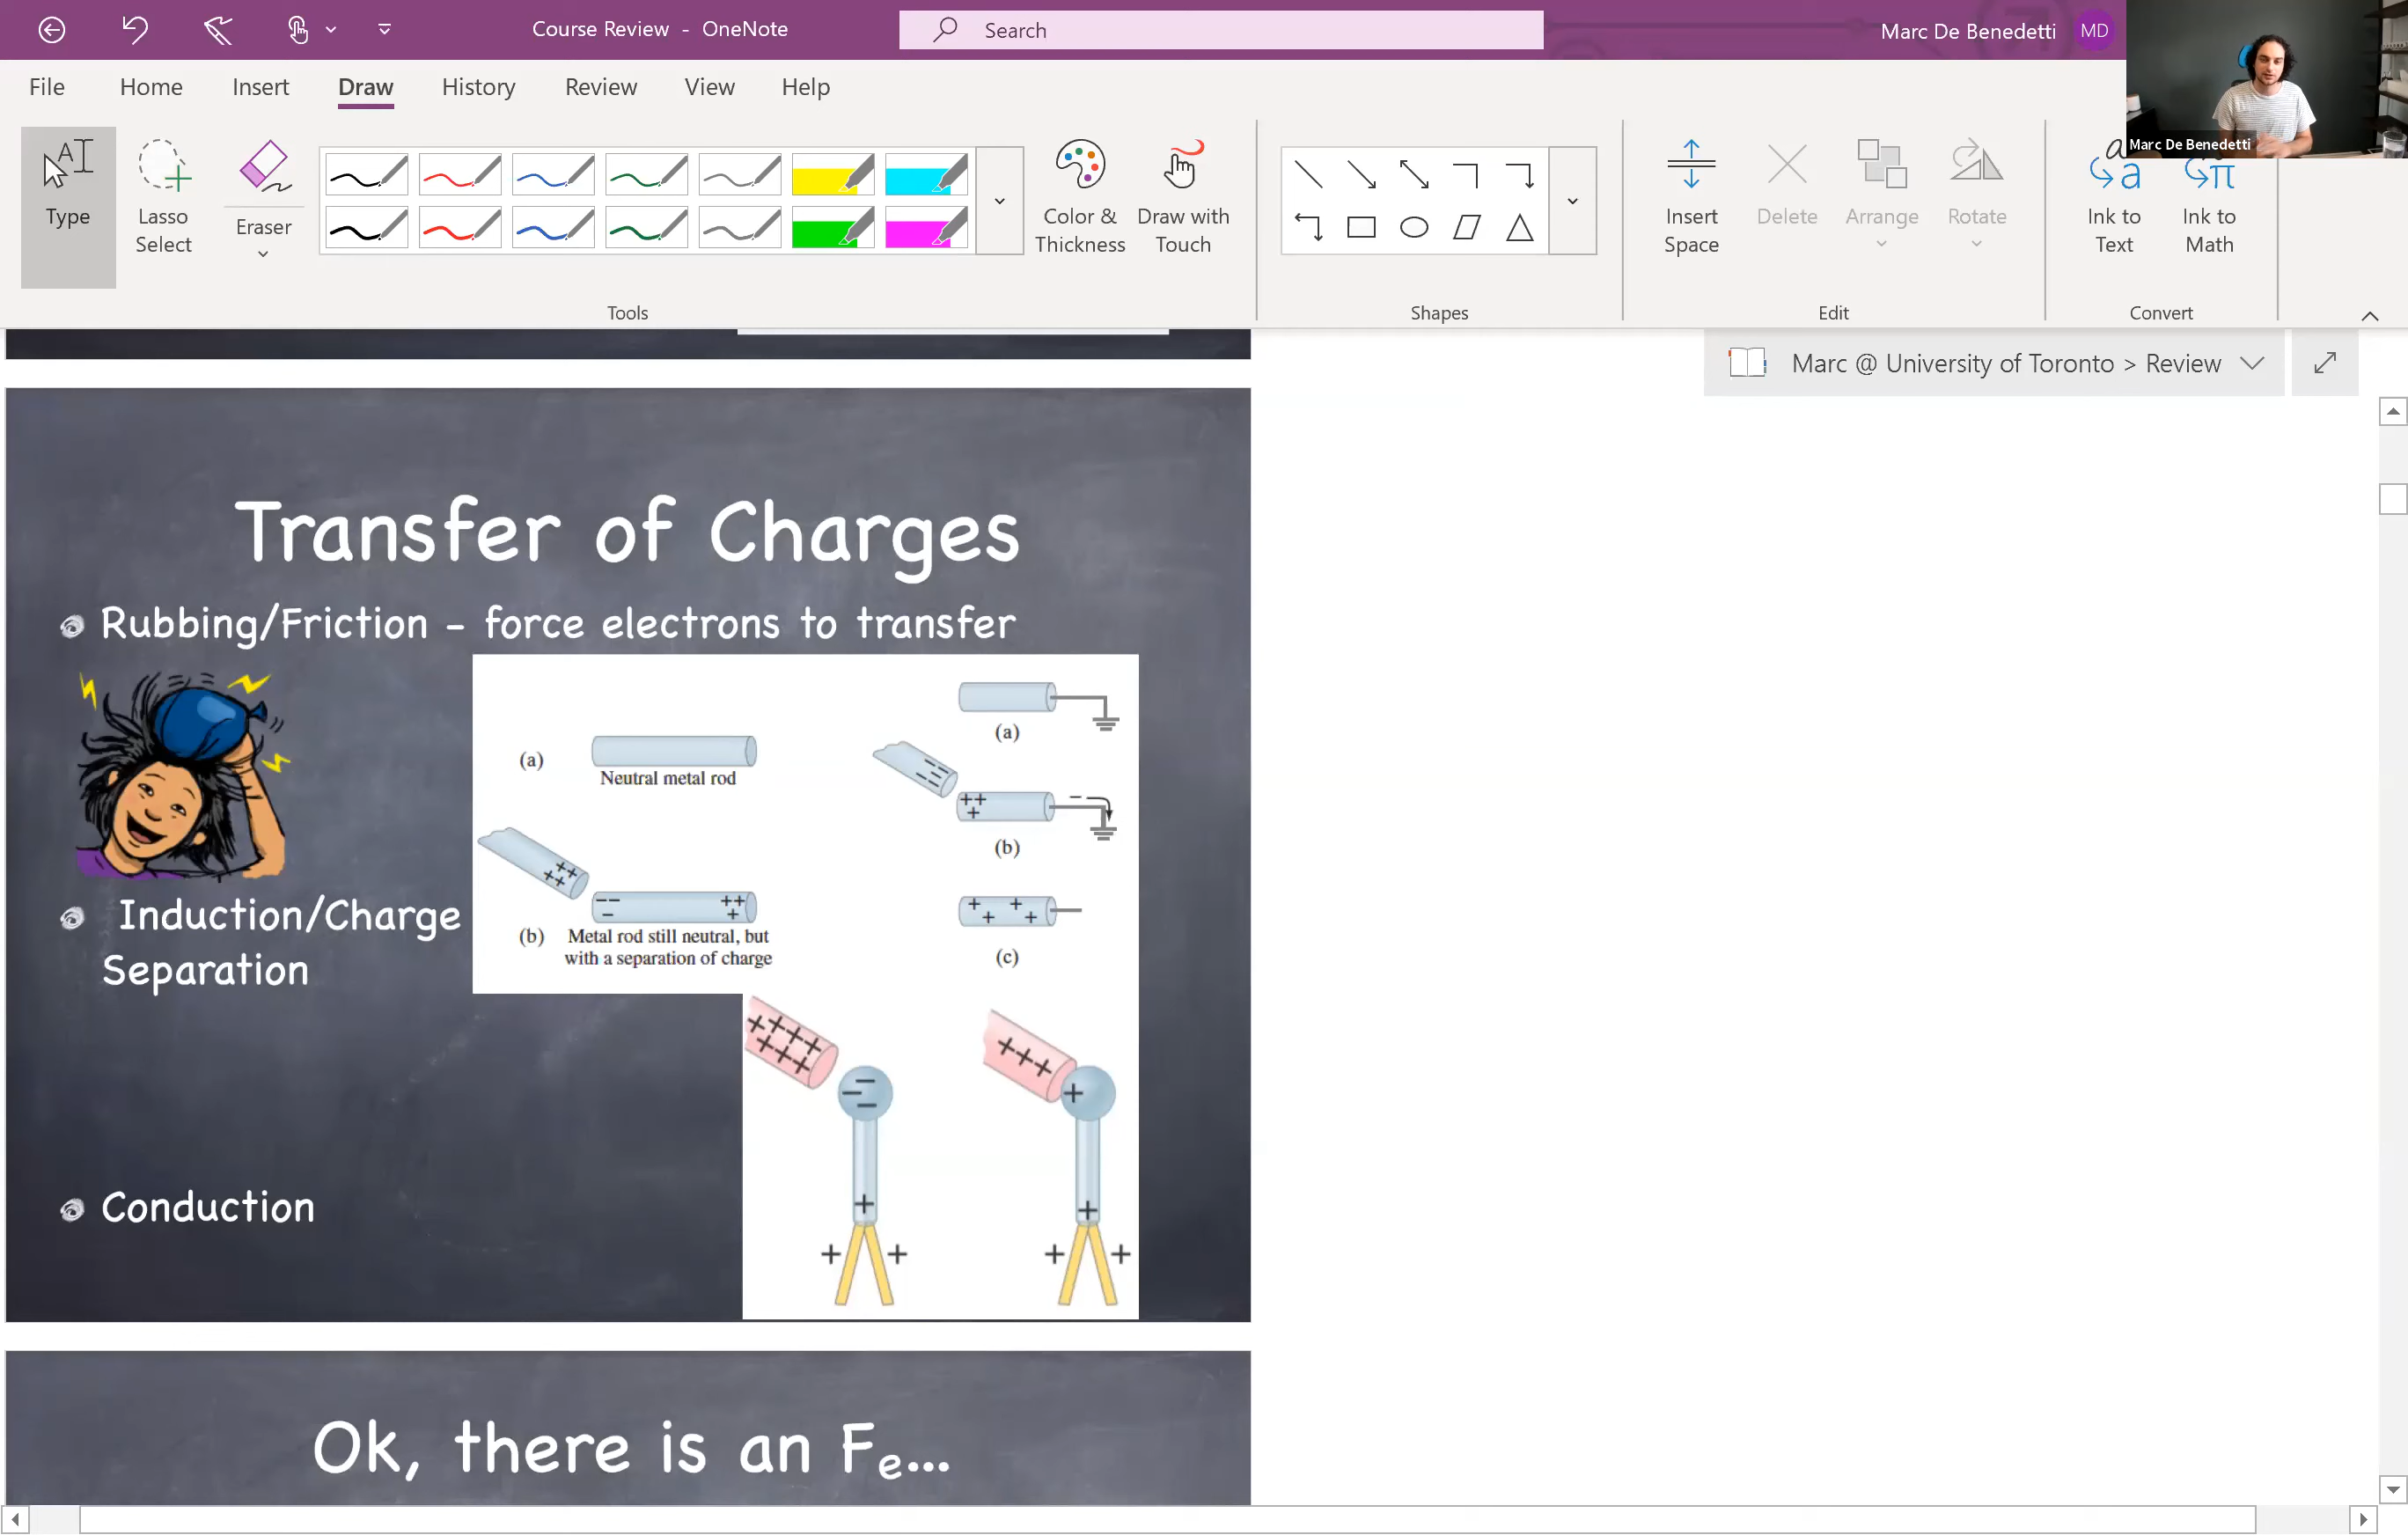 Course Review - OneNote
Search
Marc De Benedetti
MD
File
Home
Insert
Draw
History
Review
View
Help
Marc De Benedetti
Type
Lasso
Select
Eraser
Color &
Thickness
Draw with
Touch
Insert
Space
Delete
Arrange
Rotate
Ink to
Text
Ink to
Math
Tools
Shapes
Edit
Convert
Marc @ University of Toronto > Review
Transfer of Charges
Rubbing/Friction - force electrons to transfer
(a)
Neutral metal rod
(b)
Metal rod still neutral, but
with a separation of charge
(a)
(b)
(c)
Induction/Charge
Separation
Conduction
Ok, there is an Fe...